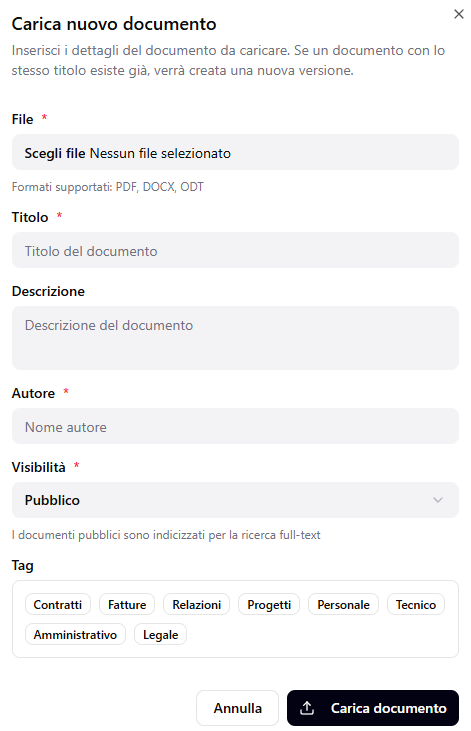 Carica nuovo documento
Inserisci i dettagli del documento da caricare. Se un documento con lo
stesso titolo esiste già, verrà creata una nuova versione.
File *
Scegli file Nessun file selezionato
Formati supportati: PDF, DOCX, ODT
Titolo *
Titolo del documento
Descrizione
Descrizione del documento
Autore *
Nome autore
Visibilità *
Pubblico
I documenti pubblici sono indicizzati per la ricerca full-text
Tag
Contratti Fatture Relazioni Progetti Personale Tecnico
Amministrativo Legale
Annulla Carica documento